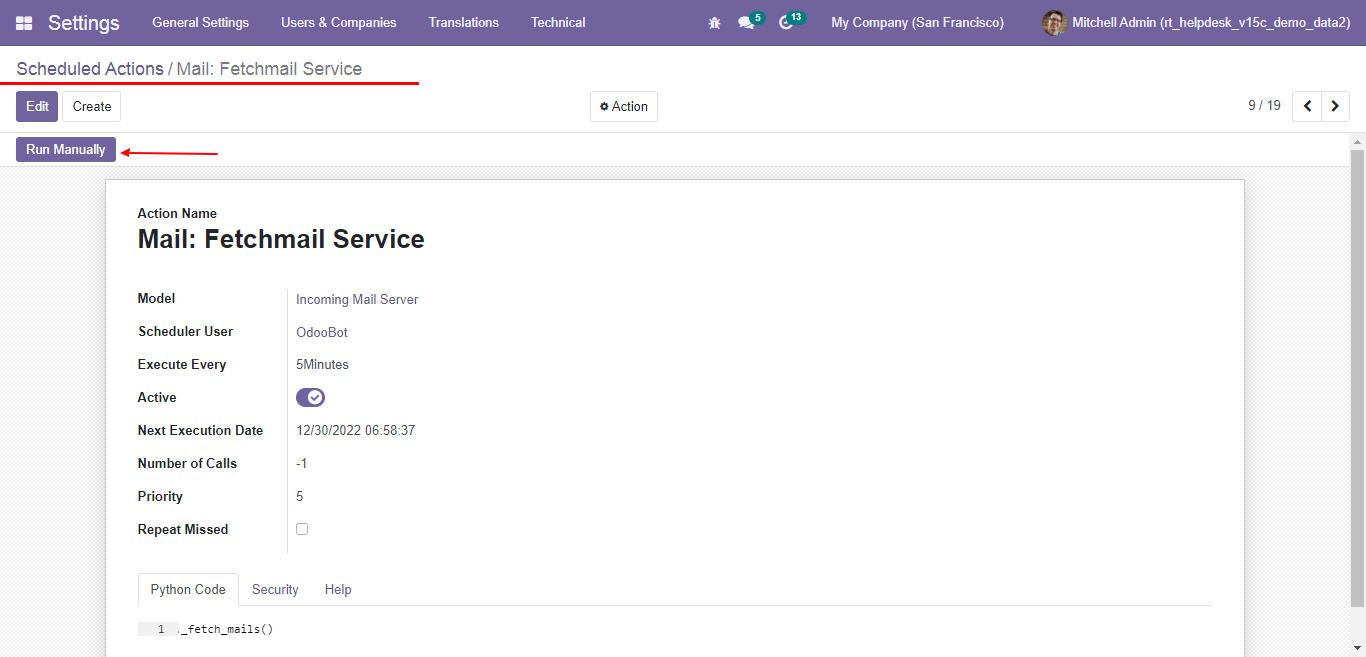 Settings General Settings Users & Companies Translations Technical 5 13 My Company (San Francisco) Mitchell Admin (rt_helpdesk_v15c_demo_data2)
Scheduled Actions / Mail: Fetchmail Service
Edit Create Action 9 / 19
Run Manually
Action Name
Mail: Fetchmail Service
Model Incoming Mail Server
Scheduler User OdooBot
Execute Every 5Minutes
Active
Next Execution Date 12/30/2022 06:58:37
Number of Calls -1
Priority 5
Repeat Missed
Python Code Security Help
1 ._fetch_mails()